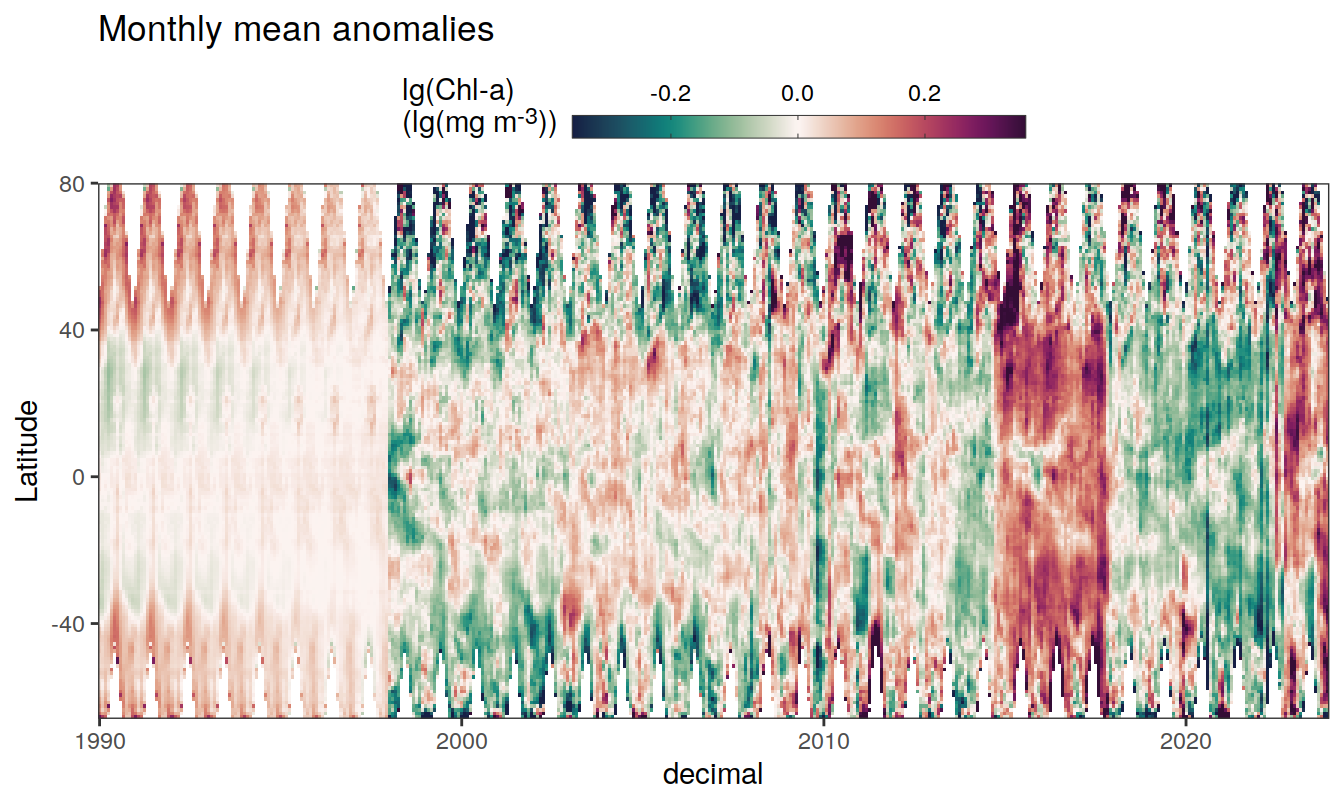 Monthly mean anomalies
lg(Chl-a)
(lg(mg m⁻³))
-0.2 0.0 0.2
80
40
0
-40
Latitude
1990 2000 2010 2020
decimal